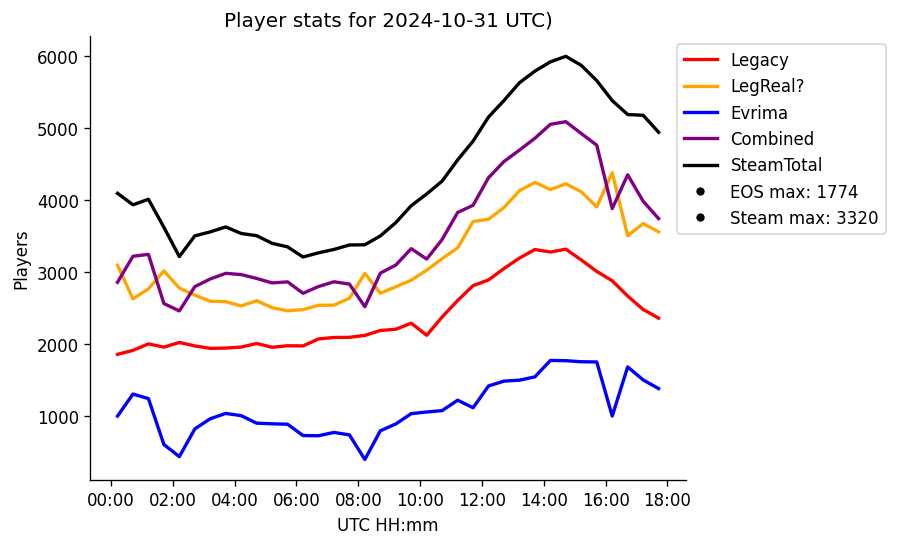 Player stats for 2024-10-31 UTC)
Legacy
LegReal?
Evrima
Combined
SteamTotal
EOS max: 1774
Steam max: 3320
Players
6000
5000
4000
3000
2000
1000
00:00 02:00 04:00 06:00 08:00 10:00 12:00 14:00 16:00 18:00
UTC HH:mm